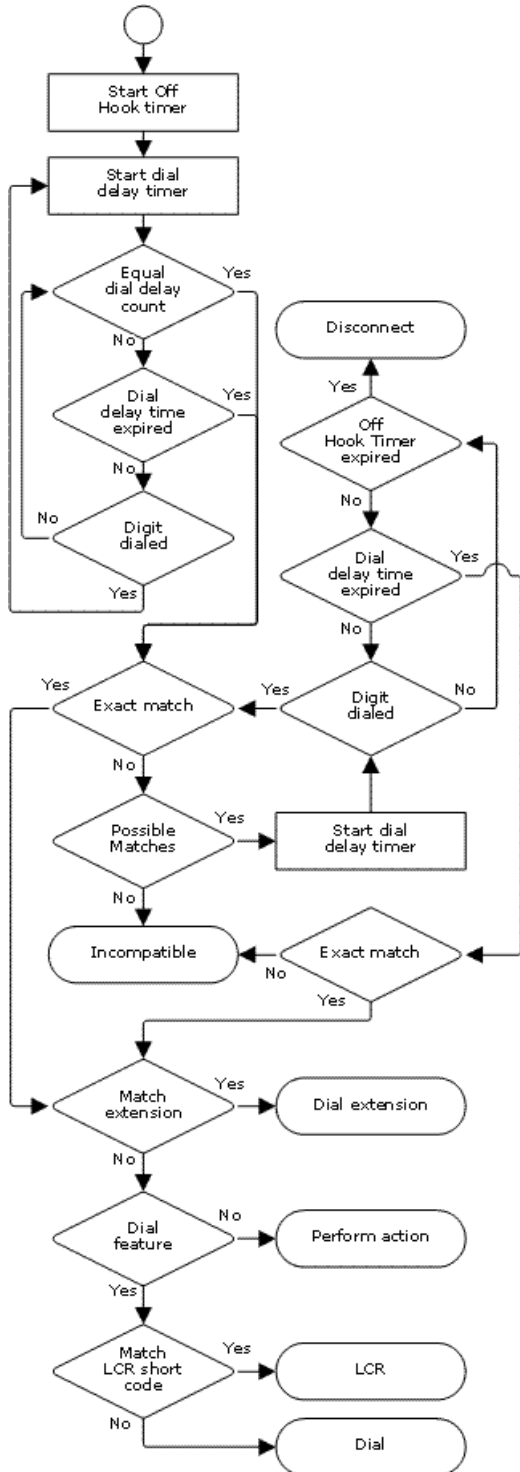 Start Off
Hook timer
Start dial
delay timer
Equal
dial delay
count
Yes
No
Dial
delay time
expired
Yes
No
Digit
dialed
No
Yes
Disconnect
Yes
Off
Hook Timer
expired
No
Dial
delay time
expired
Yes
No
Digit
dialed
Yes
No
Exact match
Yes
No
Possible
Matches
Yes
No
Start dial
delay timer
Incompatible
Exact match
No
Yes
Match
extension
Yes
No
Dial extension
Dial
feature
No
Yes
Perform action
Match
LCR short
code
Yes
No
LCR
Dial